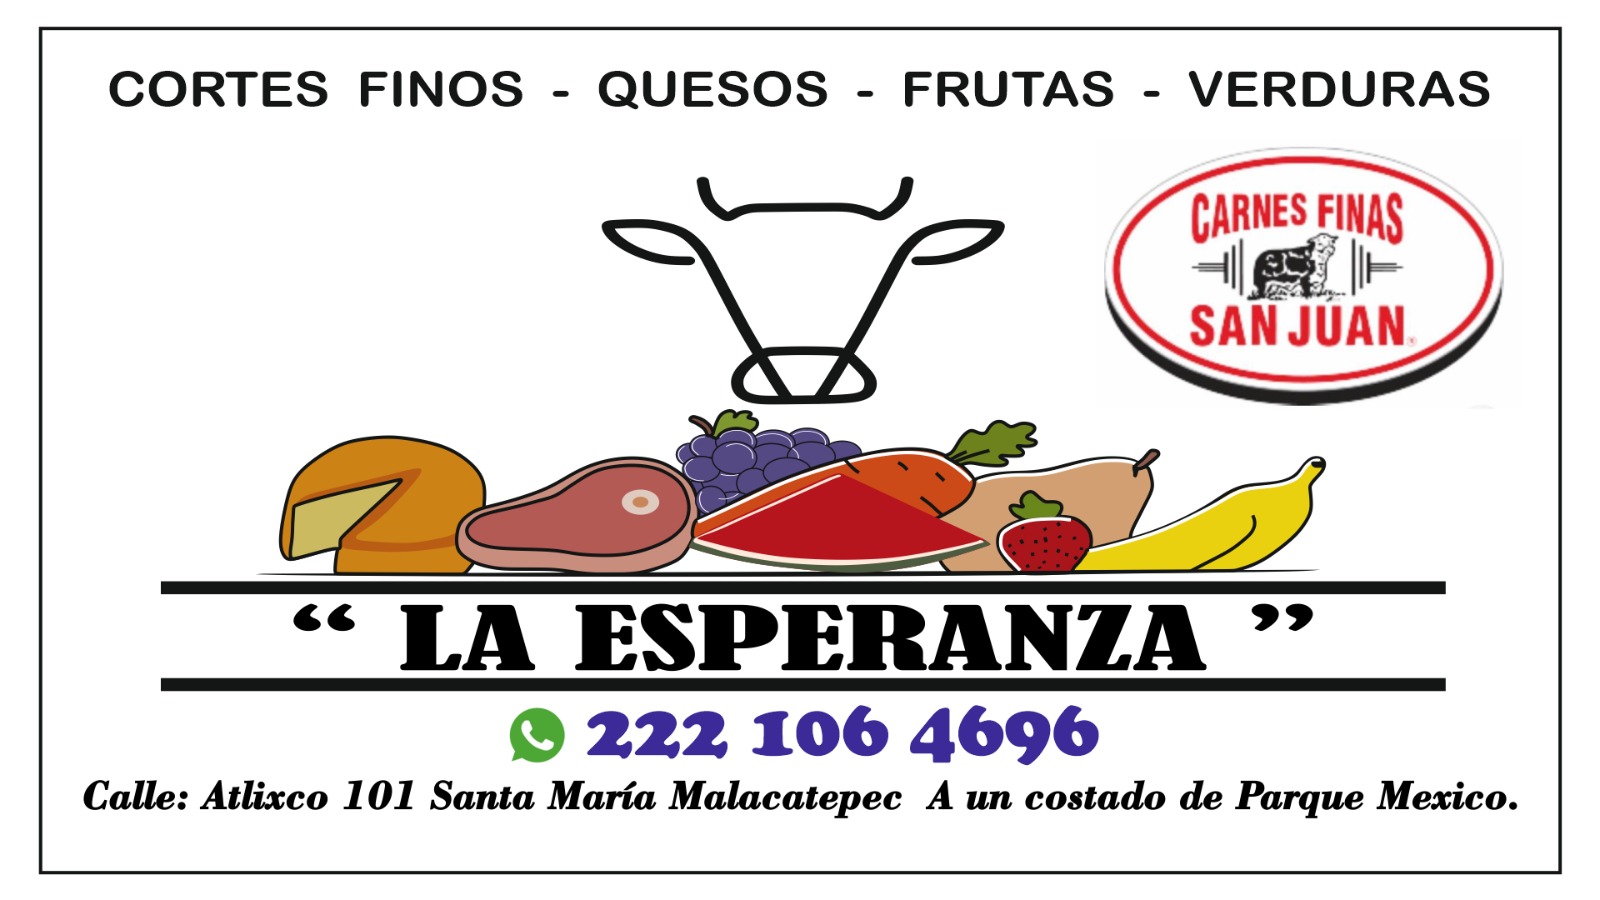 CORTES FINOS - QUESOS - FRUTAS - VERDURAS
CARNES FINAS
SAN JUAN®
“ LA ESPERANZA ”
222 106 4696
Calle: Atlixco 101 Santa María Malacatepec A un costado de Parque Mexico.